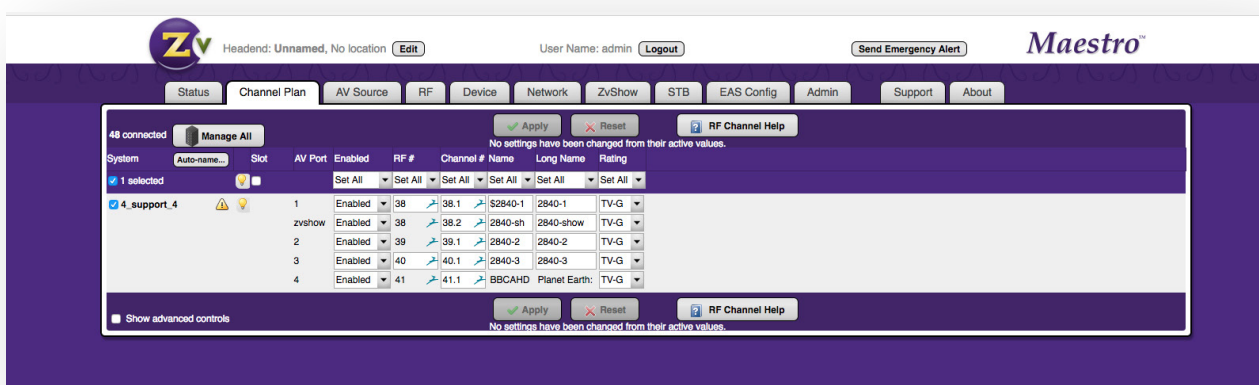 Zv Headend: Unnamed, No location Edit User Name: admin Logout Send Emergency Alert Maestro™
Status Channel Plan AV Source RF Device Network ZvShow STB EAS Config Admin Support About
48 connected Manage All Apply Reset RF Channel Help
No settings have been changed from their active values.
System Auto-name... Slot AV Port Enabled RF # Channel # Name Long Name Rating
1 selected Set All Set All Set All Set All Set All Set All
4_support_4 1 Enabled 38 38.1 $2840-1 2840-1 TV-G
zvshow Enabled 38 38.2 2840-sh 2840-show TV-G
2 Enabled 39 39.1 2840-2 2840-2 TV-G
3 Enabled 40 40.1 2840-3 2840-3 TV-G
4 Enabled 41 41.1 BBCAHD Planet Earth: TV-G
Show advanced controls Apply Reset RF Channel Help
No settings have been changed from their active values.